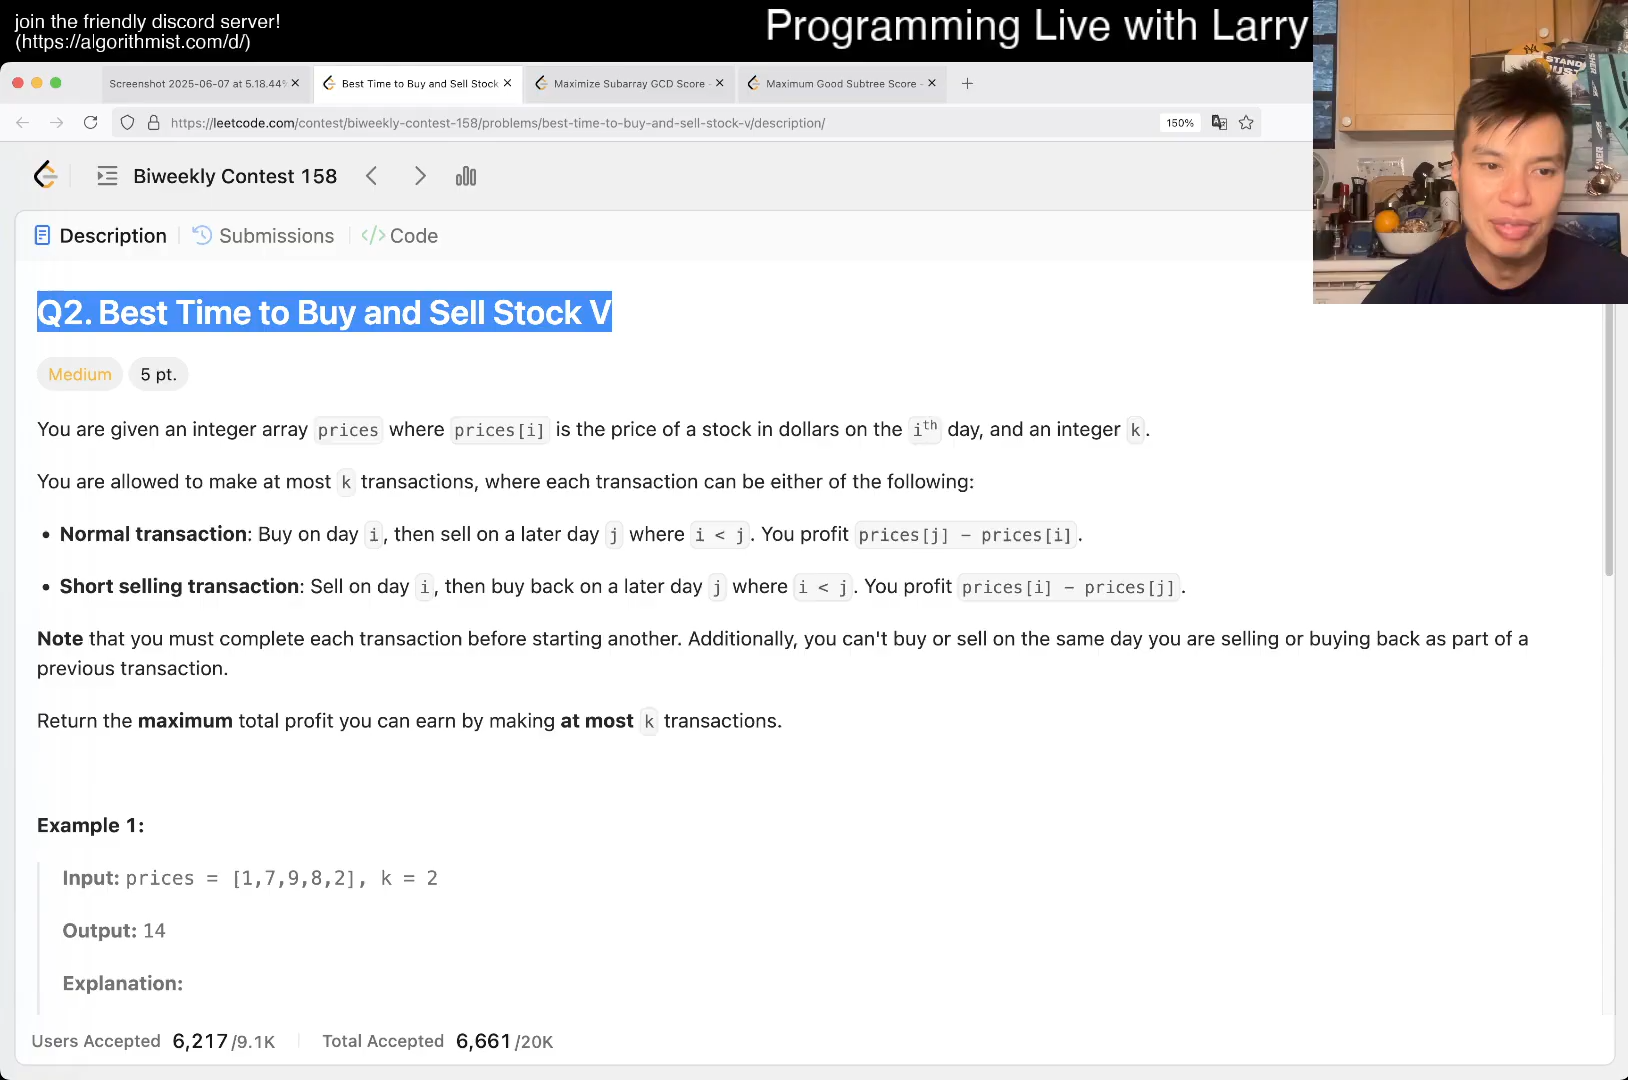 join the friendly discord server!
(https://algorithmist.com/d/)
Programming Live with Larry
Screenshot 2025-06-07 at 5.18.44
Best Time to Buy and Sell Stock
Maximize Subarray GCD Score -
Maximum Good Subtree Score -
https://leetcode.com/contest/biweekly-contest-158/problems/best-time-to-buy-and-sell-stock-v/description/
150%
Biweekly Contest 158
Description
Submissions
</> Code
Q2. Best Time to Buy and Sell Stock V
Medium
5 pt.
You are given an integer array prices where prices[i] is the price of a stock in dollars on the ith day, and an integer k.
You are allowed to make at most k transactions, where each transaction can be either of the following:
• Normal transaction: Buy on day i, then sell on a later day j where i < j. You profit prices[j] - prices[i].
• Short selling transaction: Sell on day i, then buy back on a later day j where i < j. You profit prices[i] - prices[j].
Note that you must complete each transaction before starting another. Additionally, you can't buy or sell on the same day you are selling or buying back as part of a
previous transaction.
Return the maximum total profit you can earn by making at most k transactions.
Example 1:
Input: prices = [1,7,9,8,2], k = 2
Output: 14
Explanation:
Users Accepted 6,217/9.1K
Total Accepted 6,661/20K